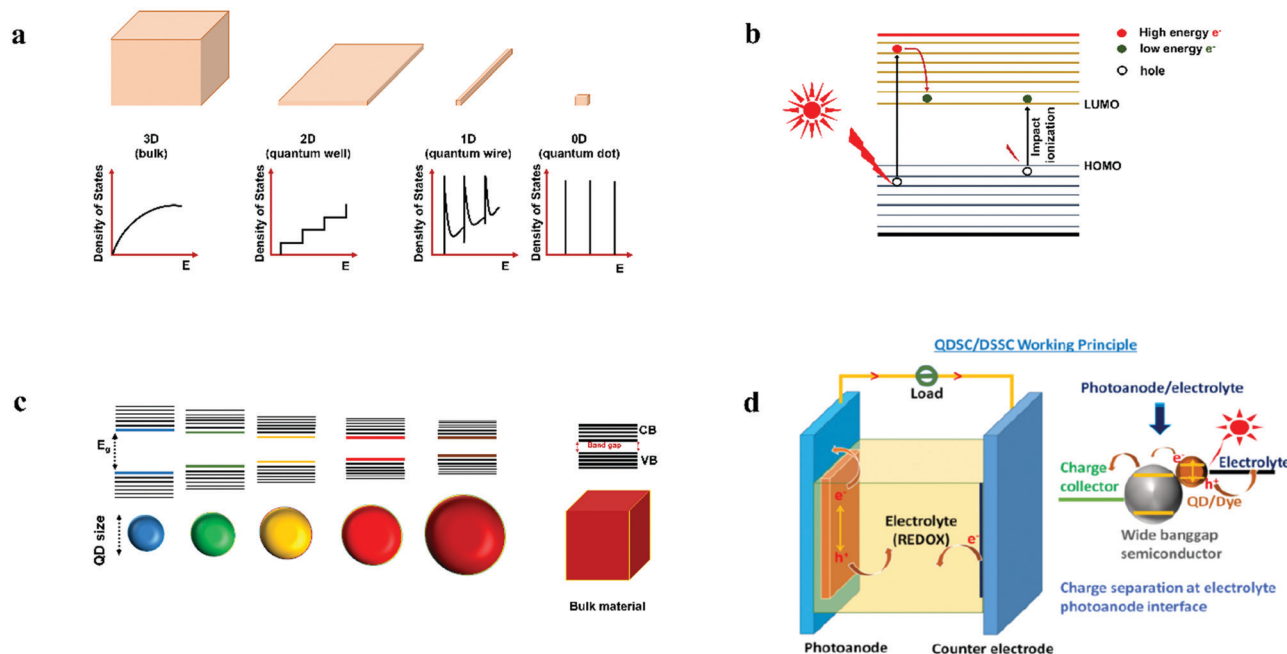 a
3D
(bulk)
2D
(quantum well)
1D
(quantum wire)
0D
(quantum dot)
Density of States
E
Density of States
E
Density of States
E
Density of States
E
b
High energy e-
low energy e-
hole
LUMO
Impact
ionization
HOMO
c
Eg
CB
Band gap
VB
QD size
Bulk material
d
QDSC/DSSC Working Principle
Load
e-
h+
Electrolyte
(REDOX)
e-
Photoanode
Counter electrode
Photoanode/electrolyte
Charge
collector
e-
Electrolyte
h+
QD/Dye
Wide banggap
semiconductor
Charge separation at electrolyte
photoanode interface